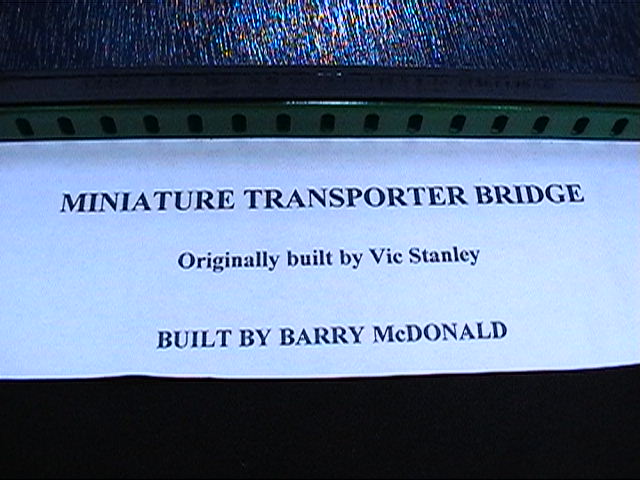 MINIATURE TRANSPORTER BRIDGE
Originally built by Vic Stanley
BUILT BY BARRY McDONALD